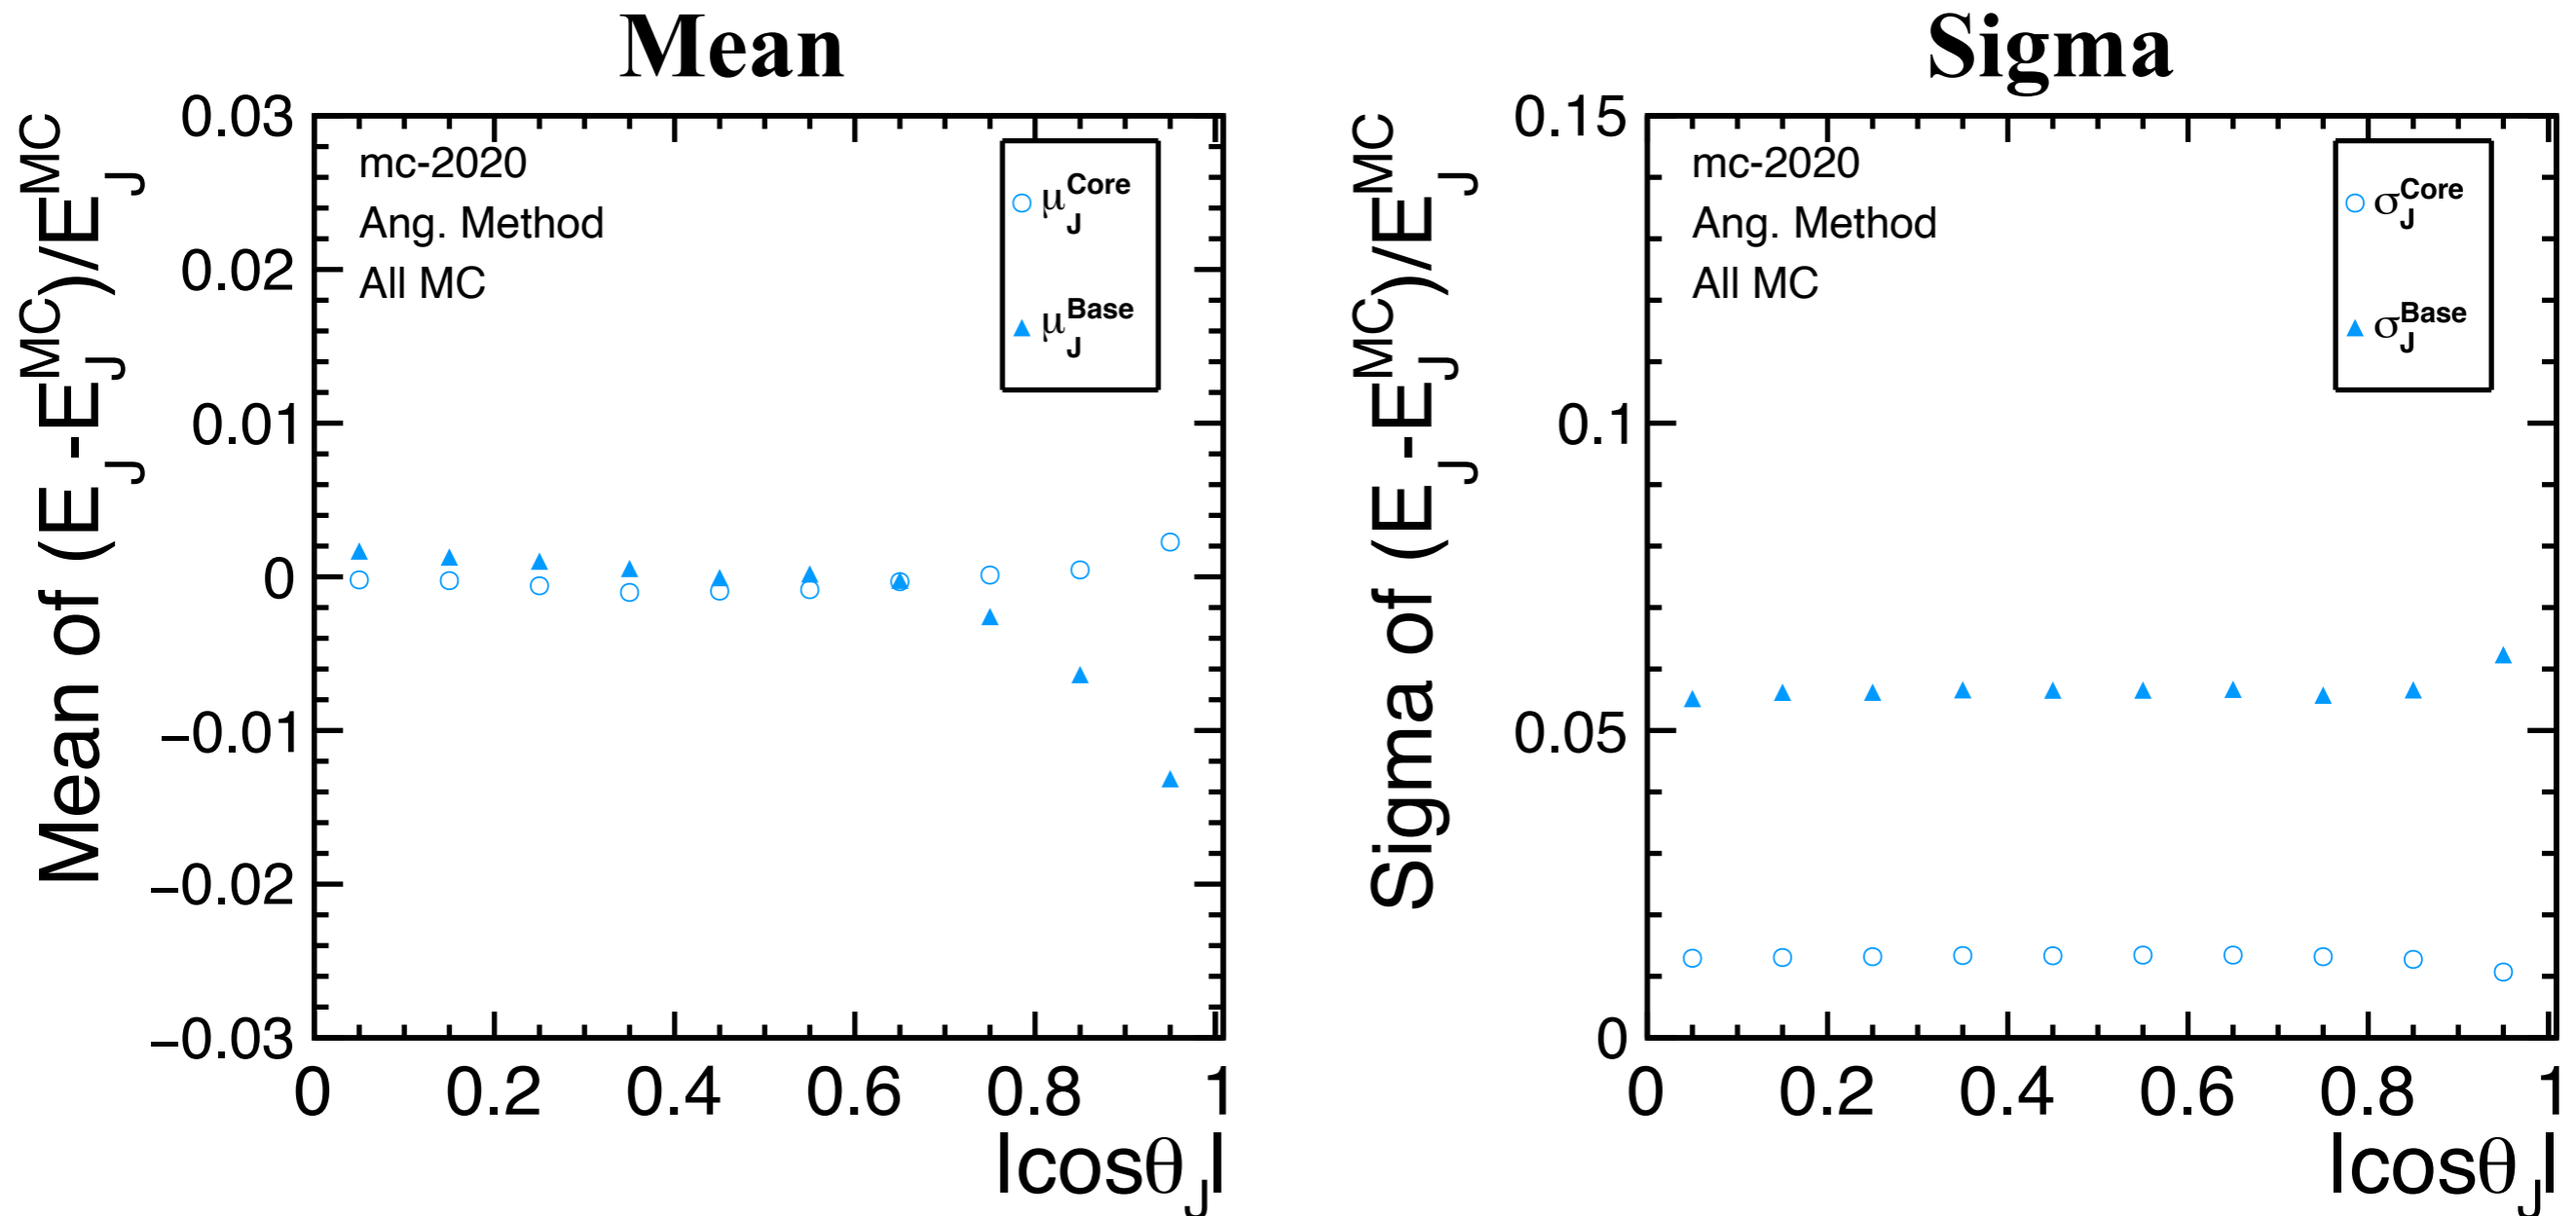 Mean
Mean of (E_J-E_J^MC)/E_J^MC
0.03
0.02
0.01
0
−0.01
−0.02
−0.03
mc-2020
Ang. Method
All MC
μ_J^Core
μ_J^Base
0 0.2 0.4 0.6 0.8 1
|cosθ_J|
Sigma
Sigma of (E_J-E_J^MC)/E_J^MC
0.15
0.1
0.05
0
mc-2020
Ang. Method
All MC
σ_J^Core
σ_J^Base
0 0.2 0.4 0.6 0.8 1
|cosθ_J|